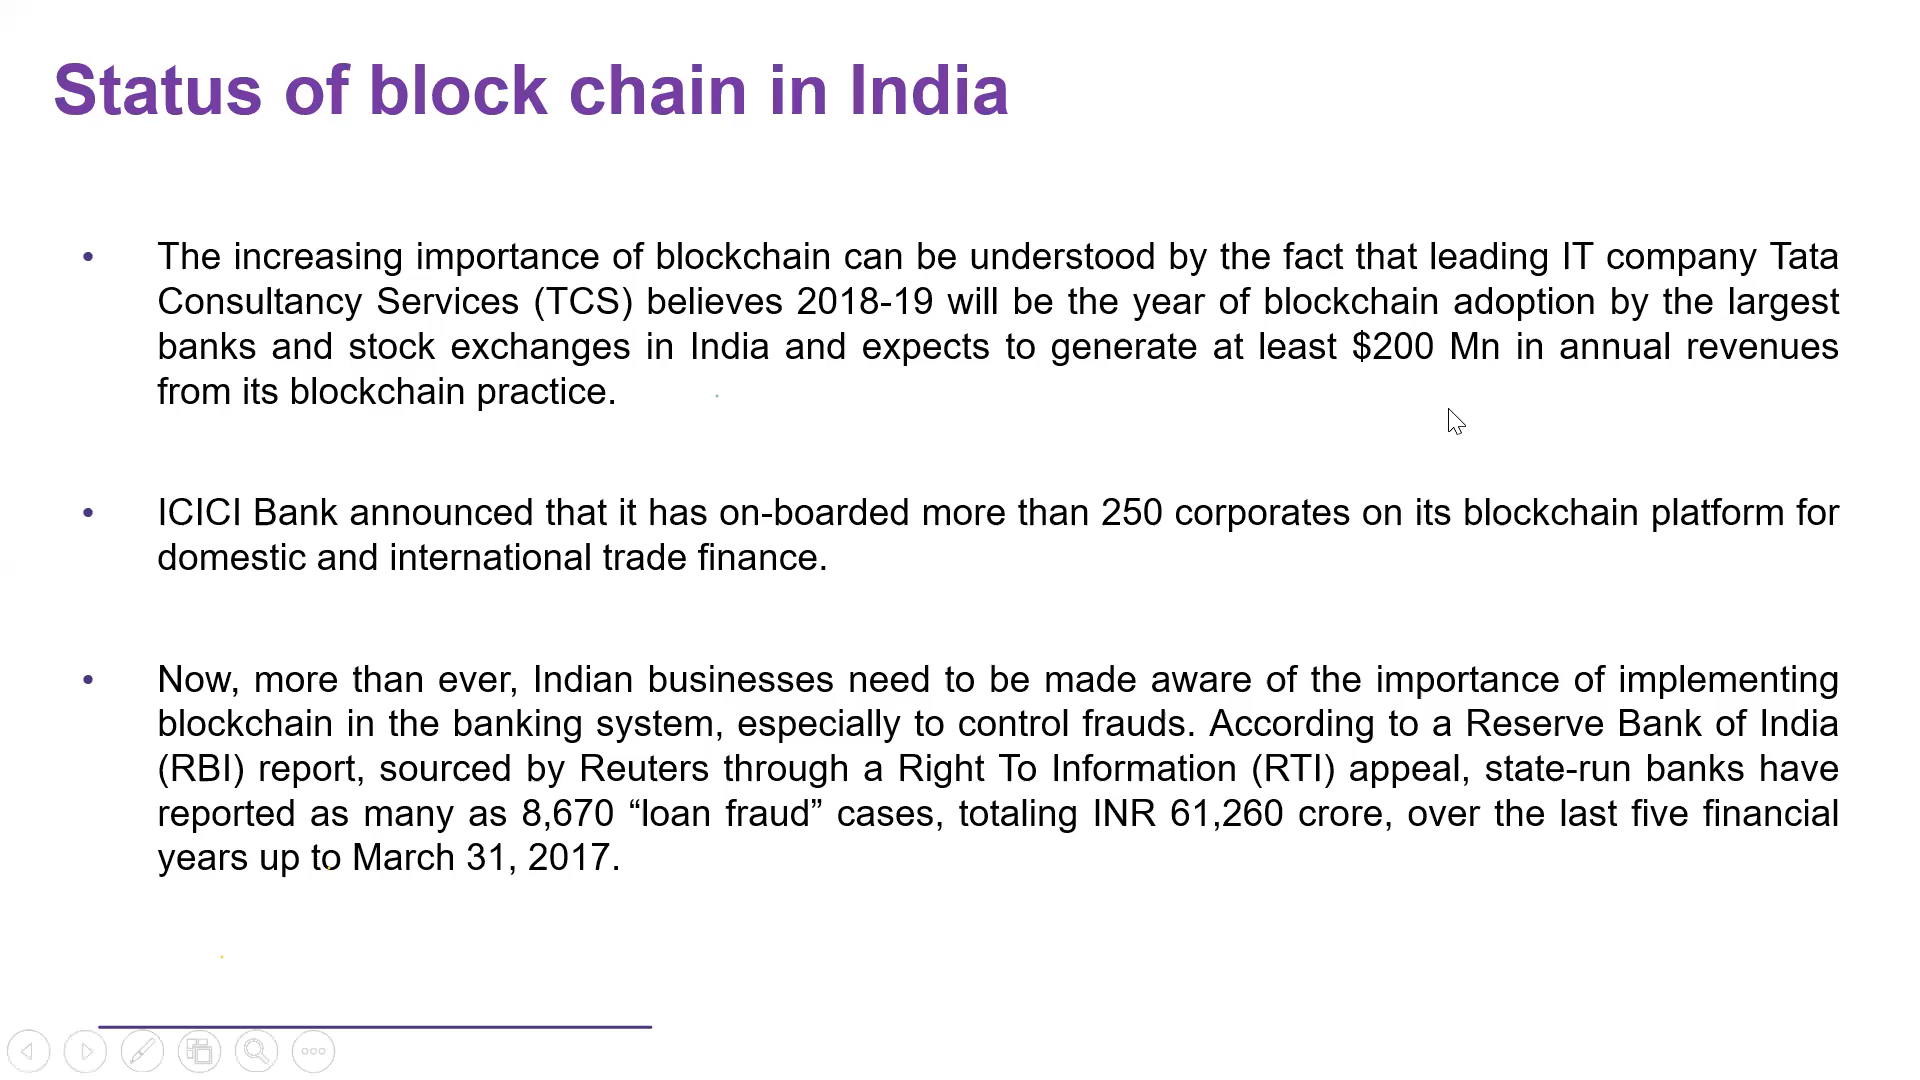 Status of block chain in India
• The increasing importance of blockchain can be understood by the fact that leading IT company Tata
Consultancy Services (TCS) believes 2018-19 will be the year of blockchain adoption by the largest
banks and stock exchanges in India and expects to generate at least $200 Mn in annual revenues
from its blockchain practice.
• ICICI Bank announced that it has on-boarded more than 250 corporates on its blockchain platform for
domestic and international trade finance.
• Now, more than ever, Indian businesses need to be made aware of the importance of implementing
blockchain in the banking system, especially to control frauds. According to a Reserve Bank of India
(RBI) report, sourced by Reuters through a Right To Information (RTI) appeal, state-run banks have
reported as many as 8,670 “loan fraud” cases, totaling INR 61,260 crore, over the last five financial
years up to March 31, 2017.